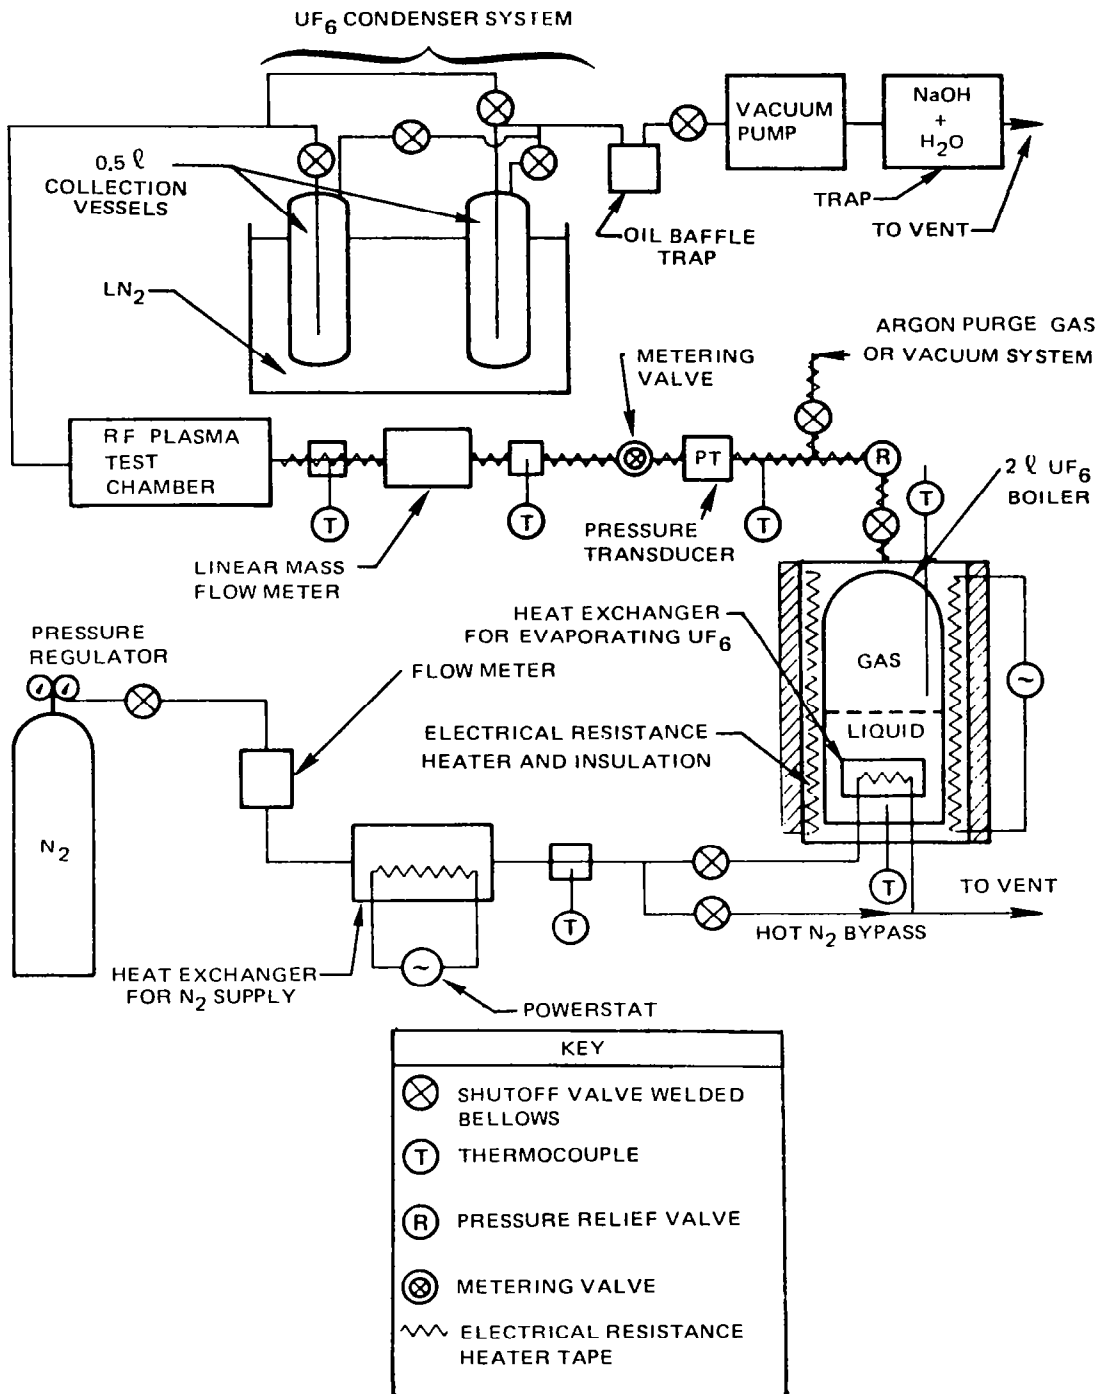 UF6 CONDENSER SYSTEM
0.5 ℓ
COLLECTION
VESSELS
VACUUM
PUMP
NaOH
+
H2O
TRAP
TO VENT
OIL BAFFLE
TRAP
LN2
METERING
VALVE
ARGON PURGE GAS
OR VACUUM SYSTEM
RF PLASMA
TEST
CHAMBER
PT
R
T
2 ℓ UF6
BOILER
T
T
T
PRESSURE
TRANSDUCER
LINEAR MASS
FLOW METER
HEAT EXCHANGER
FOR EVAPORATING UF6
GAS
PRESSURE
REGULATOR
FLOW METER
~
ELECTRICAL RESISTANCE
HEATER AND INSULATION
LIQUID
N2
T
T
TO VENT
HOT N2 BYPASS
HEAT EXCHANGER
FOR N2 SUPPLY
~
POWERSTAT
KEY
SHUTOFF VALVE WELDED
BELLOWS
T THERMOCOUPLE
R PRESSURE RELIEF VALVE
METERING VALVE
ELECTRICAL RESISTANCE
HEATER TAPE